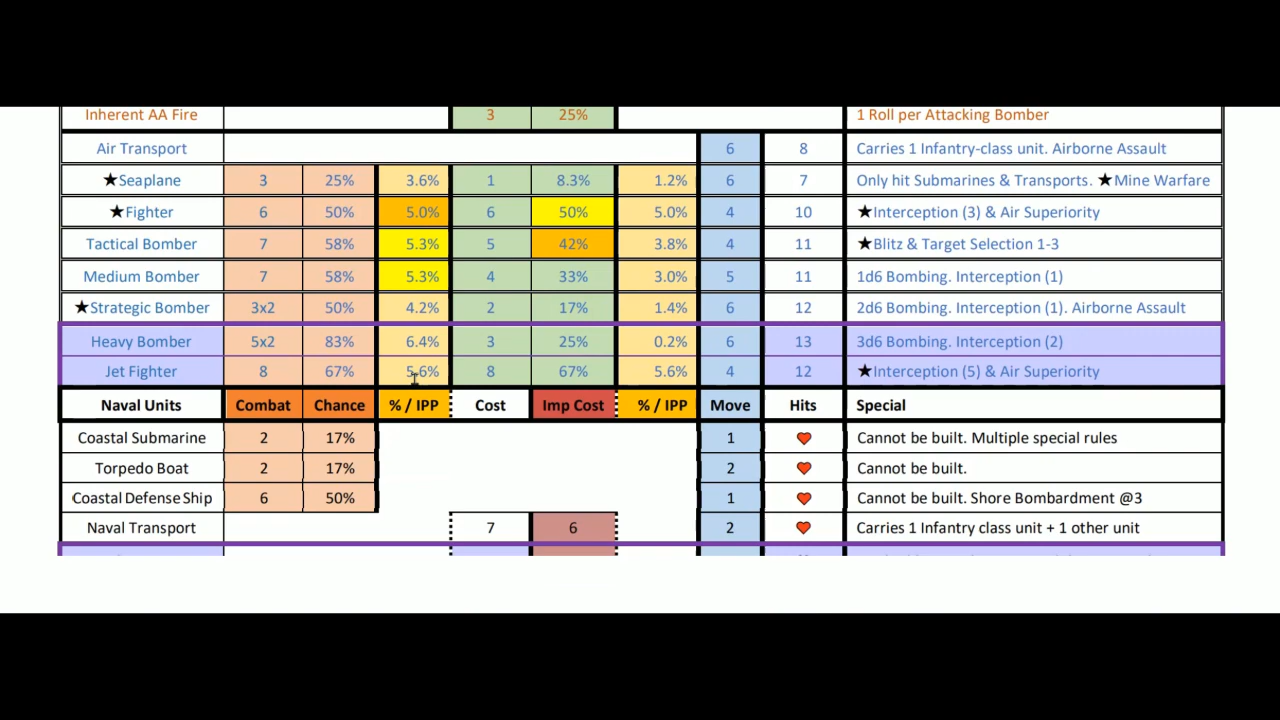 Inherent AA Fire 3 25% 1 Roll per Attacking Bomber
Air Transport 6 8 Carries 1 Infantry-class unit. Airborne Assault
★Seaplane 3 25% 3.6% 1 8.3% 1.2% 6 7 Only hit Submarines & Transports. ★Mine Warfare
★Fighter 6 50% 5.0% 6 50% 5.0% 4 10 ★Interception (3) & Air Superiority
Tactical Bomber 7 58% 5.3% 5 42% 3.8% 4 11 ★Blitz & Target Selection 1-3
Medium Bomber 7 58% 5.3% 4 33% 3.0% 5 11 1d6 Bombing. Interception (1)
★Strategic Bomber 3x2 50% 4.2% 2 17% 1.4% 6 12 2d6 Bombing. Interception (1). Airborne Assault
Heavy Bomber 5x2 83% 6.4% 3 25% 0.2% 6 13 3d6 Bombing. Interception (2)
Jet Fighter 8 67% 5.6% 8 67% 5.6% 4 12 ★Interception (5) & Air Superiority
Naval Units Combat Chance % / IPP Cost Imp Cost % / IPP Move Hits Special
Coastal Submarine 2 17% 1 Cannot be built. Multiple special rules
Torpedo Boat 2 17% 2 Cannot be built.
Coastal Defense Ship 6 50% 1 Cannot be built. Shore Bombardment @3
Naval Transport 7 6 2 Carries 1 Infantry class unit + 1 other unit